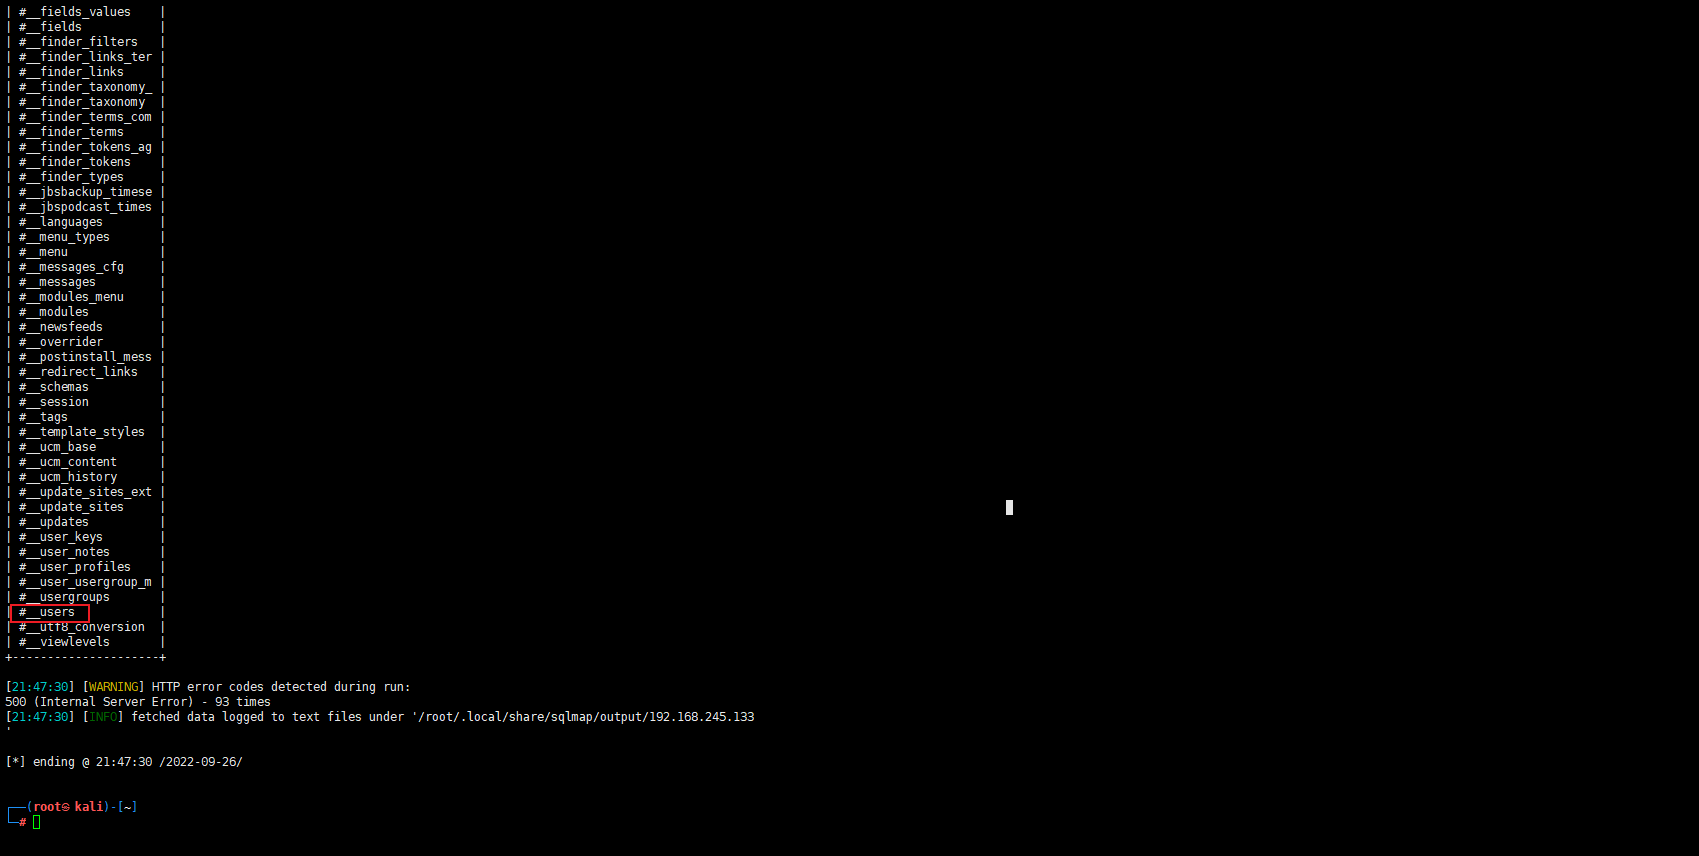 | #__fields_values    |
| #__fields           |
| #__finder_filters   |
| #__finder_links_ter |
| #__finder_links     |
| #__finder_taxonomy_ |
| #__finder_taxonomy  |
| #__finder_terms_com |
| #__finder_terms     |
| #__finder_tokens_ag |
| #__finder_tokens    |
| #__finder_types     |
| #__jbsbackup_timese |
| #__jbspodcast_times |
| #__languages        |
| #__menu_types       |
| #__menu             |
| #__messages_cfg     |
| #__messages         |
| #__modules_menu     |
| #__modules          |
| #__newsfeeds        |
| #__overrider        |
| #__postinstall_mess |
| #__redirect_links   |
| #__schemas          |
| #__session          |
| #__tags             |
| #__template_styles  |
| #__ucm_base         |
| #__ucm_content      |
| #__ucm_history      |
| #__update_sites_ext |
| #__update_sites     |
| #__updates          |
| #__user_keys        |
| #__user_notes       |
| #__user_profiles    |
| #__user_usergroup_m |
| #__usergroups       |
| #__users            |
| #__utf8_conversion  |
| #__viewlevels       |
+---------------------+
[21:47:30] [WARNING] HTTP error codes detected during run:
500 (Internal Server Error) - 93 times
[21:47:30] [INFO] fetched data logged to text files under '/root/.local/share/sqlmap/output/192.168.245.133
'
[*] ending @ 21:47:30 /2022-09-26/
┌──(root㉿kali)-[~]
└─#